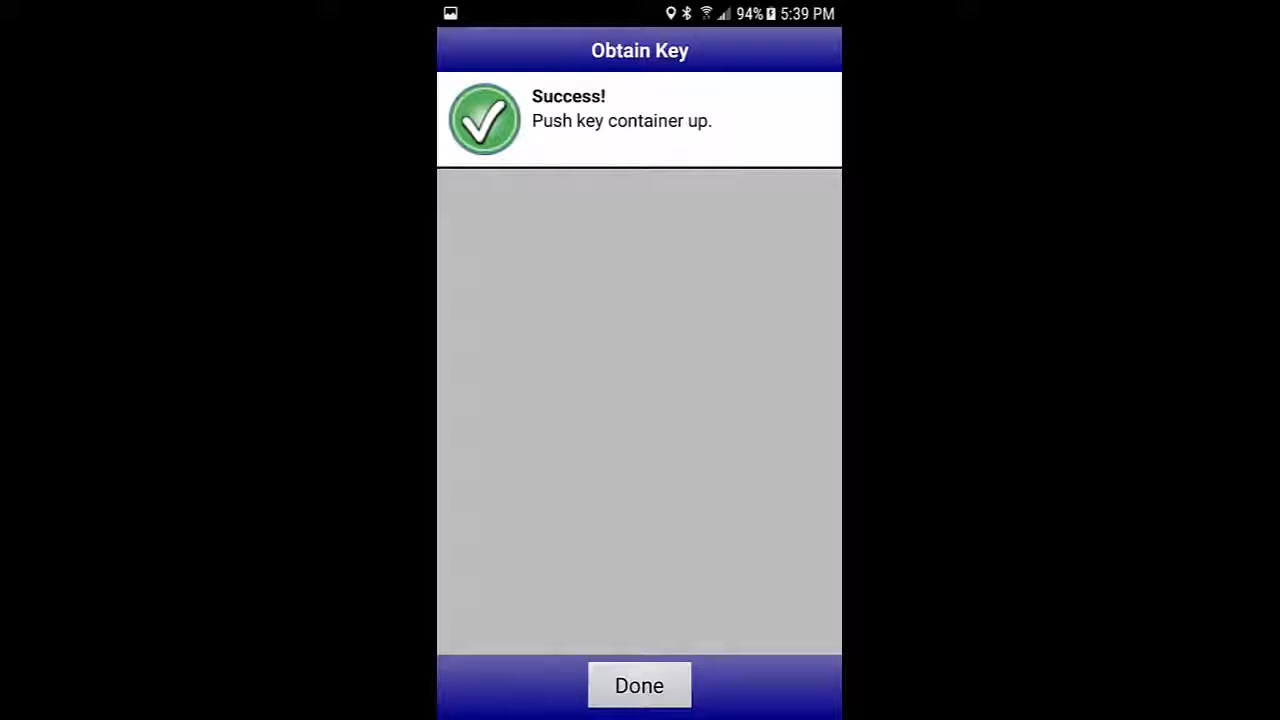 94% 5:39 PM
Obtain Key
Success!
Push key container up.
Done